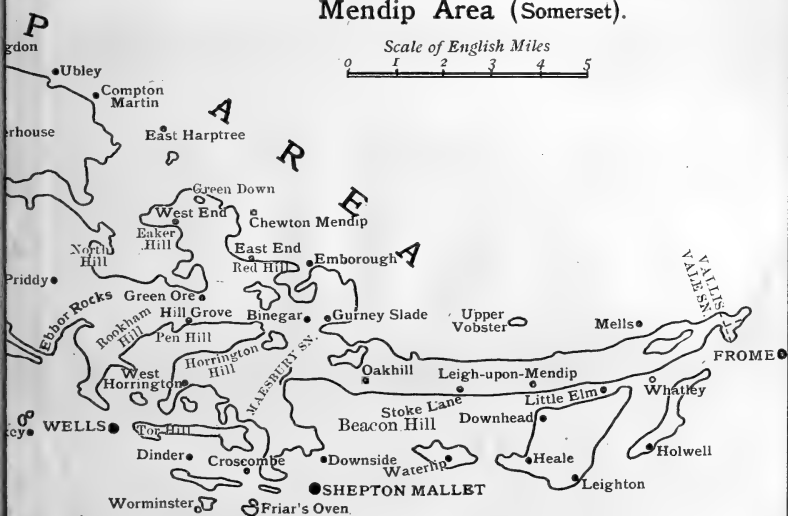 Mendip Area (Somerset).
Scale of English Miles
0 1 2 3 4 5
P
A
R
E
A
gdon
Ubley
Compton
Martin
erhouse
East Harptree
Green Down
West End
Chewton Mendip
Eaker
Hill
North
Hill
East End
Red Hill
Emborough
Priddy
Green Ore
Ebbor Rocks
Rookham
Hill
Hill Grove
Pen Hill
Binegar
Gurney Slade
Upper
Vobster
Mells
VALLIS
VALE SN.
FROME
Horrington
Hill
MAESBURY SN.
West
Horrington
Oakhill
Leigh-upon-Mendip
Stoke Lane
Little Elm
Whatley
Beacon Hill
Downhead
WELLS
Tor Hill
Dinder
Croscombe
Downside
Waterlip
Heale
Holwell
Leighton
SHEPTON MALLET
Worminster
Friar's Oven